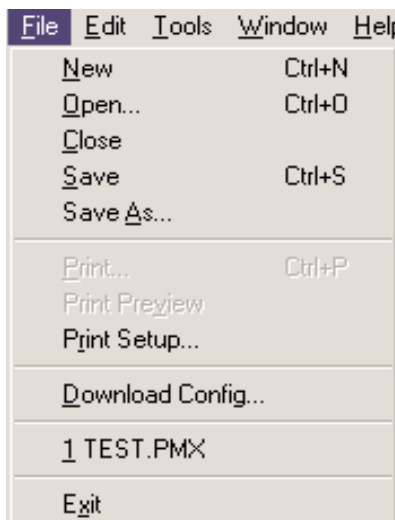 File Edit Tools Window Help
New Ctrl+N
Open... Ctrl+O
Close
Save Ctrl+S
Save As...
Print... Ctrl+P
Print Preview
Print Setup...
Download Config...
1 TEST.PMX
Exit